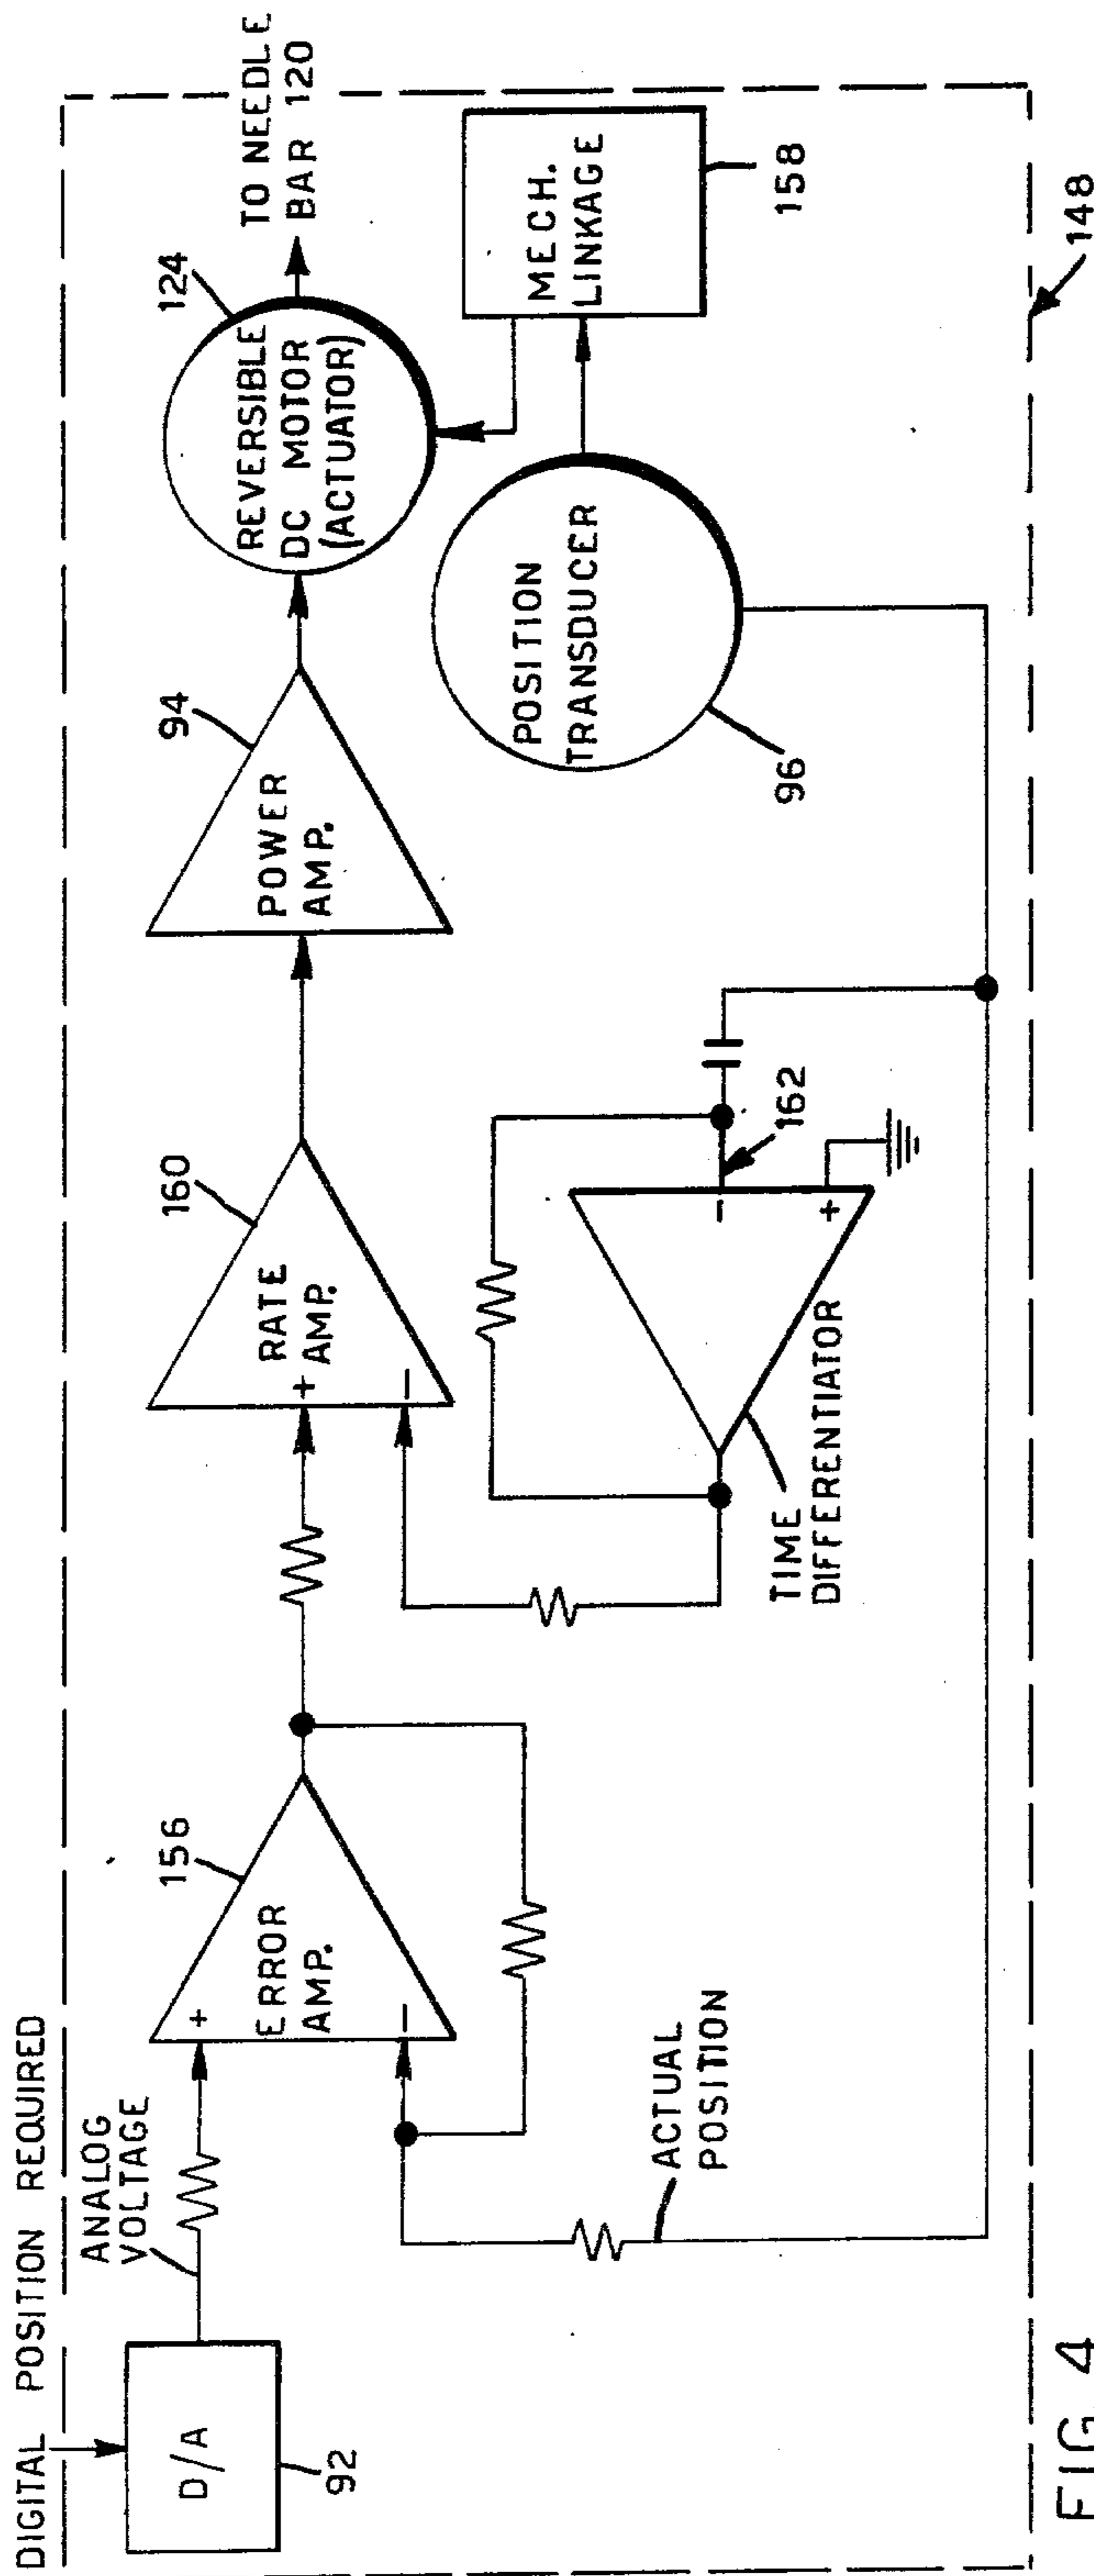 DIGITAL POSITION REQUIRED
D/A
92
ANALOG
VOLTAGE
+
-
ERROR
AMP.
156
ACTUAL
POSITION
+
-
RATE
AMP.
160
TIME
DIFFERENTIATOR
-
+
162
POWER
AMP.
94
REVERSIBLE
DC MOTOR
(ACTUATOR)
124
TO NEEDLE
BAR 120
POSITION
TRANSDUCER
96
MECH.
LINKAGE
158
148
FIG 4